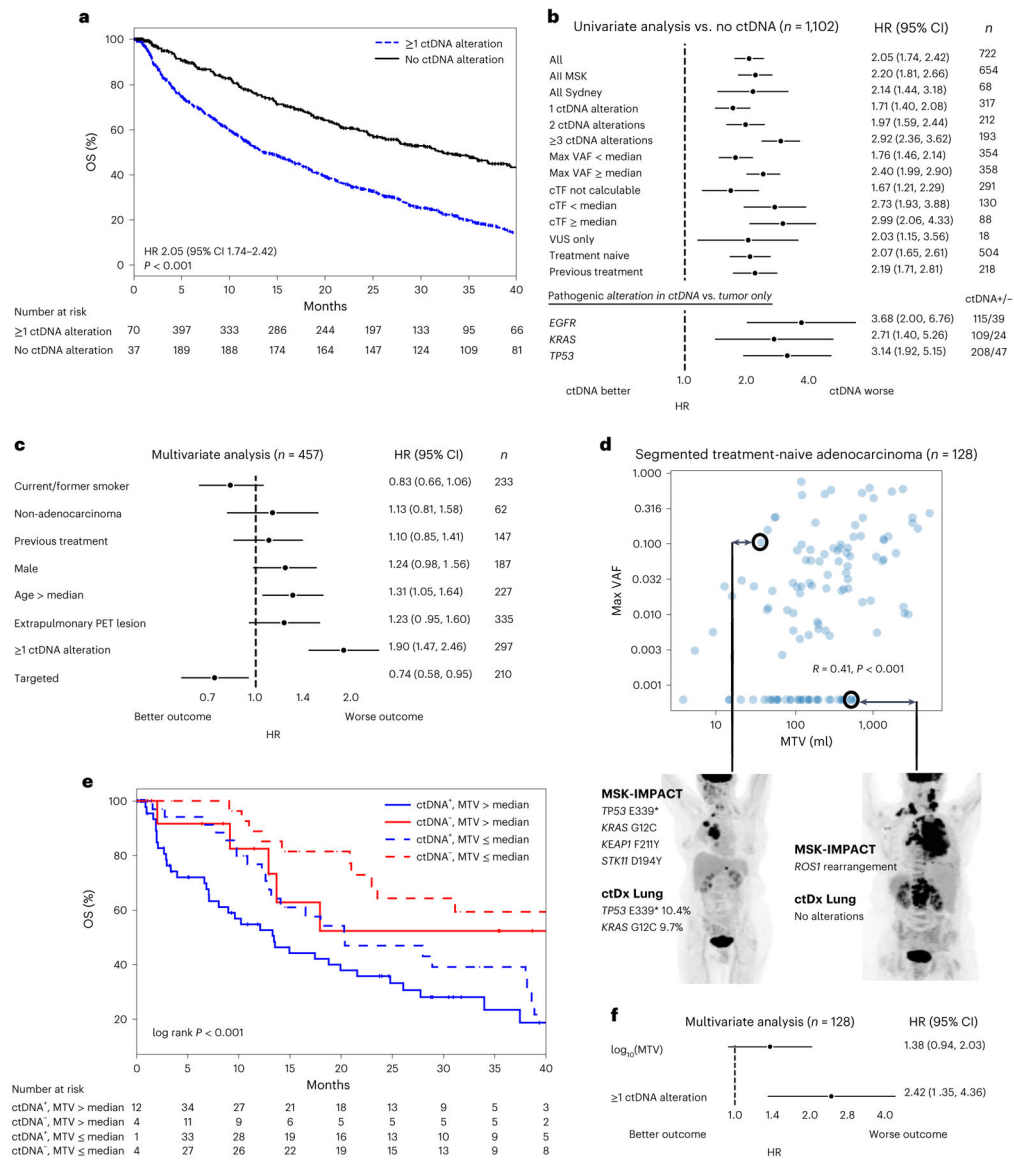 a
OS (%)
100
80
60
40
20
0
≥1 ctDNA alteration
No ctDNA alteration
HR 2.05 (95% CI 1.74–2.42)
P < 0.001
0 5 10 15 20 25 30 35 40
Months
Number at risk
≥1 ctDNA alteration 70 397 333 286 244 197 133 95 66
No ctDNA alteration 37 189 188 174 164 147 124 109 81
b
Univariate analysis vs. no ctDNA (n = 1,102) HR (95% CI) n
All 2.05 (1.74, 2.42) 722
All MSK 2.20 (1.81, 2.66) 654
All Sydney 2.14 (1.44, 3.18) 68
1 ctDNA alteration 1.71 (1.40, 2.08) 317
2 ctDNA alterations 1.97 (1.59, 2.44) 212
≥3 ctDNA alterations 2.92 (2.36, 3.62) 193
Max VAF < median 1.76 (1.46, 2.14) 354
Max VAF ≥ median 2.40 (1.99, 2.90) 358
cTF not calculable 1.67 (1.21, 2.29) 291
cTF < median 2.73 (1.93, 3.88) 130
cTF ≥ median 2.99 (2.06, 4.33) 88
VUS only 2.03 (1.15, 3.56) 18
Treatment naive 2.07 (1.65, 2.61) 504
Previous treatment 2.19 (1.71, 2.81) 218
Pathogenic alteration in ctDNA vs. tumor only ctDNA+/–
EGFR 3.68 (2.00, 6.76) 115/39
KRAS 2.71 (1.40, 5.26) 109/24
TP53 3.14 (1.92, 5.15) 208/47
1.0 2.0 4.0
ctDNA better ctDNA worse
HR
c
Multivariate analysis (n = 457) HR (95% CI) n
Current/former smoker 0.83 (0.66, 1.06) 233
Non-adenocarcinoma 1.13 (0.81, 1.58) 62
Previous treatment 1.10 (0.85, 1.41) 147
Male 1.24 (0.98, 1.56) 187
Age > median 1.31 (1.05, 1.64) 227
Extrapulmonary PET lesion 1.23 (0 .95, 1.60) 335
≥1 ctDNA alteration 1.90 (1.47, 2.46) 297
Targeted 0.74 (0.58, 0.95) 210
0.7 1.0 1.4 2.0
Better outcome Worse outcome
HR
d
Segmented treatment-naive adenocarcinoma (n = 128)
Max VAF
1.000
0.316
0.100
0.032
0.010
0.003
0.001
R = 0.41, P < 0.001
10 100 1,000
MTV (ml)
MSK-IMPACT
TP53 E339*
KRAS G12C
KEAP1 F211Y
STK11 D194Y
ctDx Lung
TP53 E339* 10.4%
KRAS G12C 9.7%
MSK-IMPACT
ROS1 rearrangement
ctDx Lung
No alterations
e
OS (%)
100
80
60
40
20
ctDNA+, MTV > median
ctDNA–, MTV > median
ctDNA+, MTV ≤ median
ctDNA–, MTV ≤ median
log rank P < 0.001
0 5 10 15 20 25 30 35 40
Months
Number at risk
ctDNA+, MTV > median 12 34 27 21 18 13 9 5 3
ctDNA–, MTV > median 4 11 9 6 5 5 5 5 2
ctDNA+, MTV ≤ median 1 33 28 19 16 13 10 9 5
ctDNA–, MTV ≤ median 4 27 26 22 19 15 13 9 8
f
Multivariate analysis (n = 128) HR (95% CI)
log10(MTV) 1.38 (0.94, 2.03)
≥1 ctDNA alteration 2.42 (1.35, 4.36)
1.0 1.4 2.0 2.8 4.0
Better outcome Worse outcome
HR